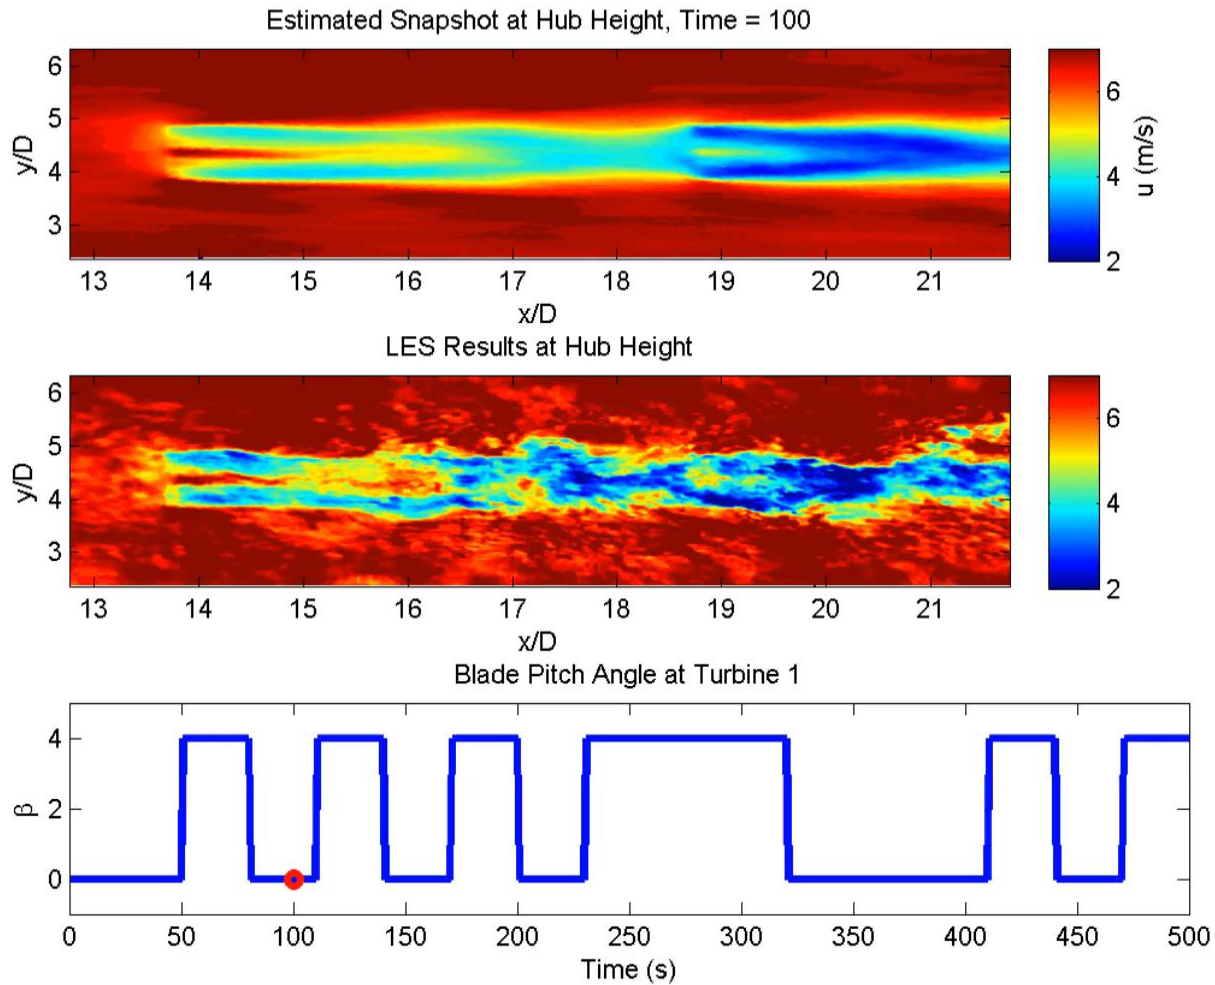 Estimated Snapshot at Hub Height, Time = 100
6
5
4
3
y/D
13 14 15 16 17 18 19 20 21
x/D
6
4
2
u (m/s)
LES Results at Hub Height
6
5
4
3
y/D
13 14 15 16 17 18 19 20 21
x/D
6
4
2
Blade Pitch Angle at Turbine 1
4
2
0
β
0 50 100 150 200 250 300 350 400 450 500
Time (s)